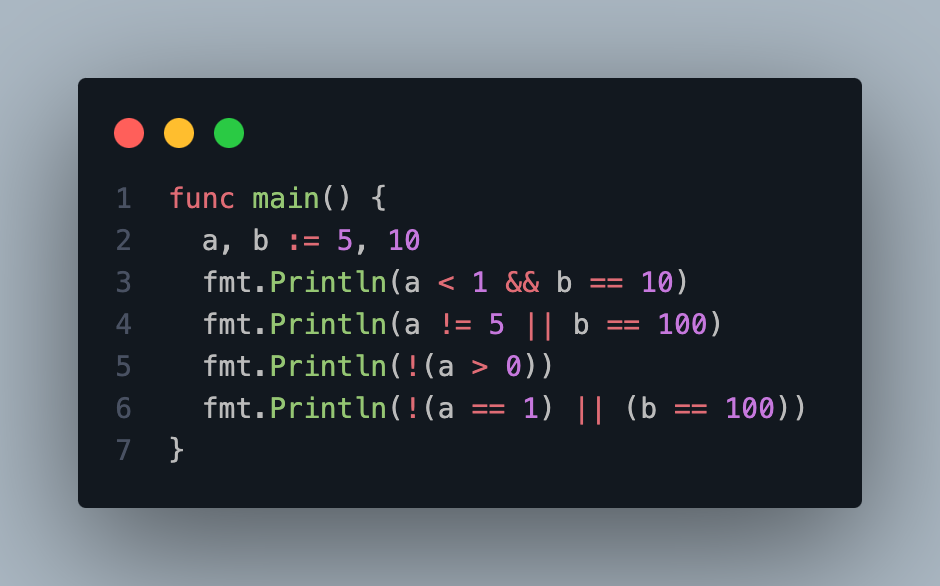 1 func main() {
2   a, b := 5, 10
3   fmt.Println(a < 1 && b == 10)
4   fmt.Println(a != 5 || b == 100)
5   fmt.Println(!(a > 0))
6   fmt.Println(!(a == 1) || (b == 100))
7 }